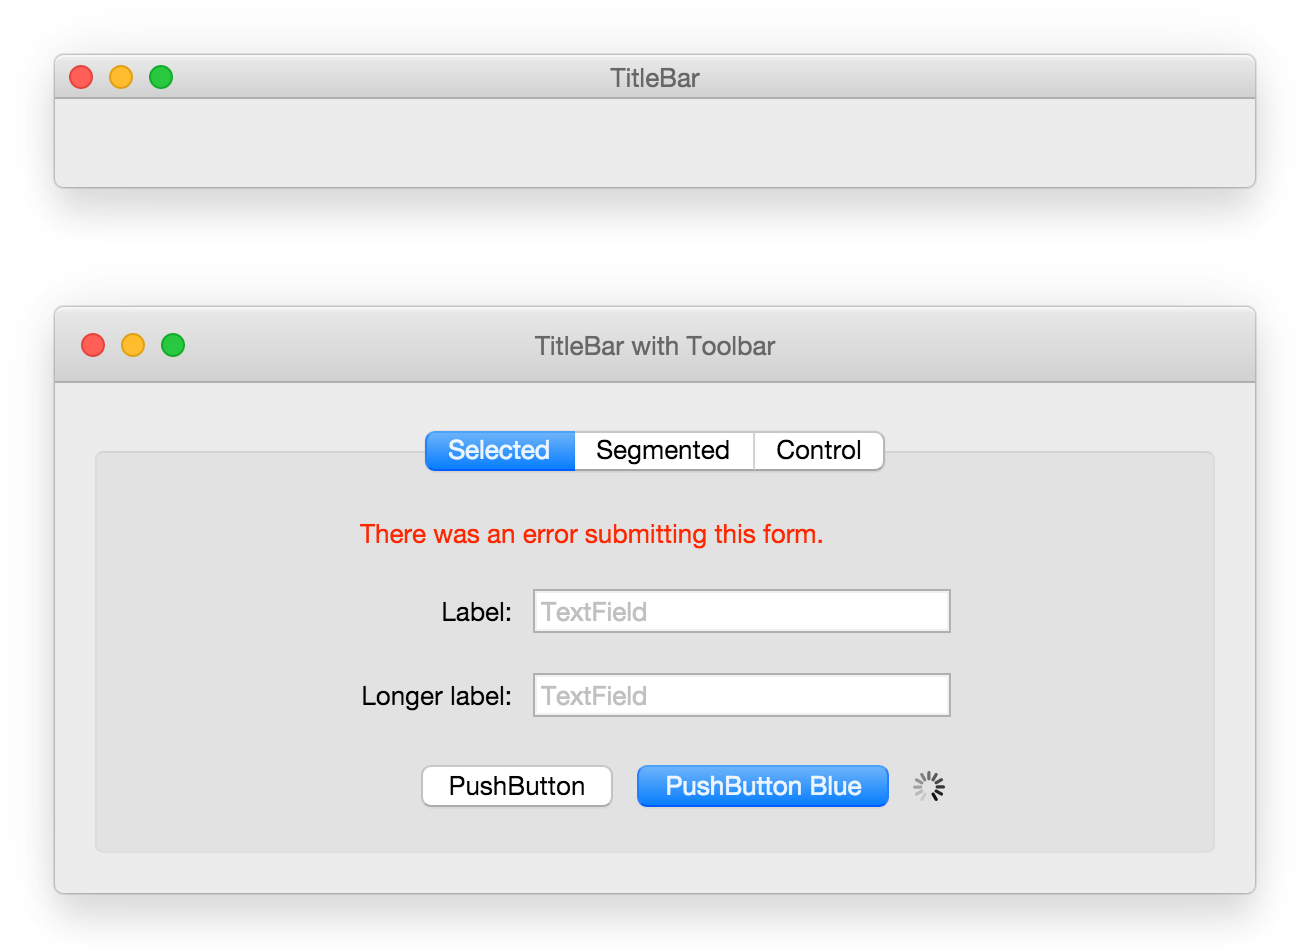 TitleBar
TitleBar with Toolbar
Selected Segmented Control
There was an error submitting this form.
Label: TextField
Longer label: TextField
PushButton PushButton Blue